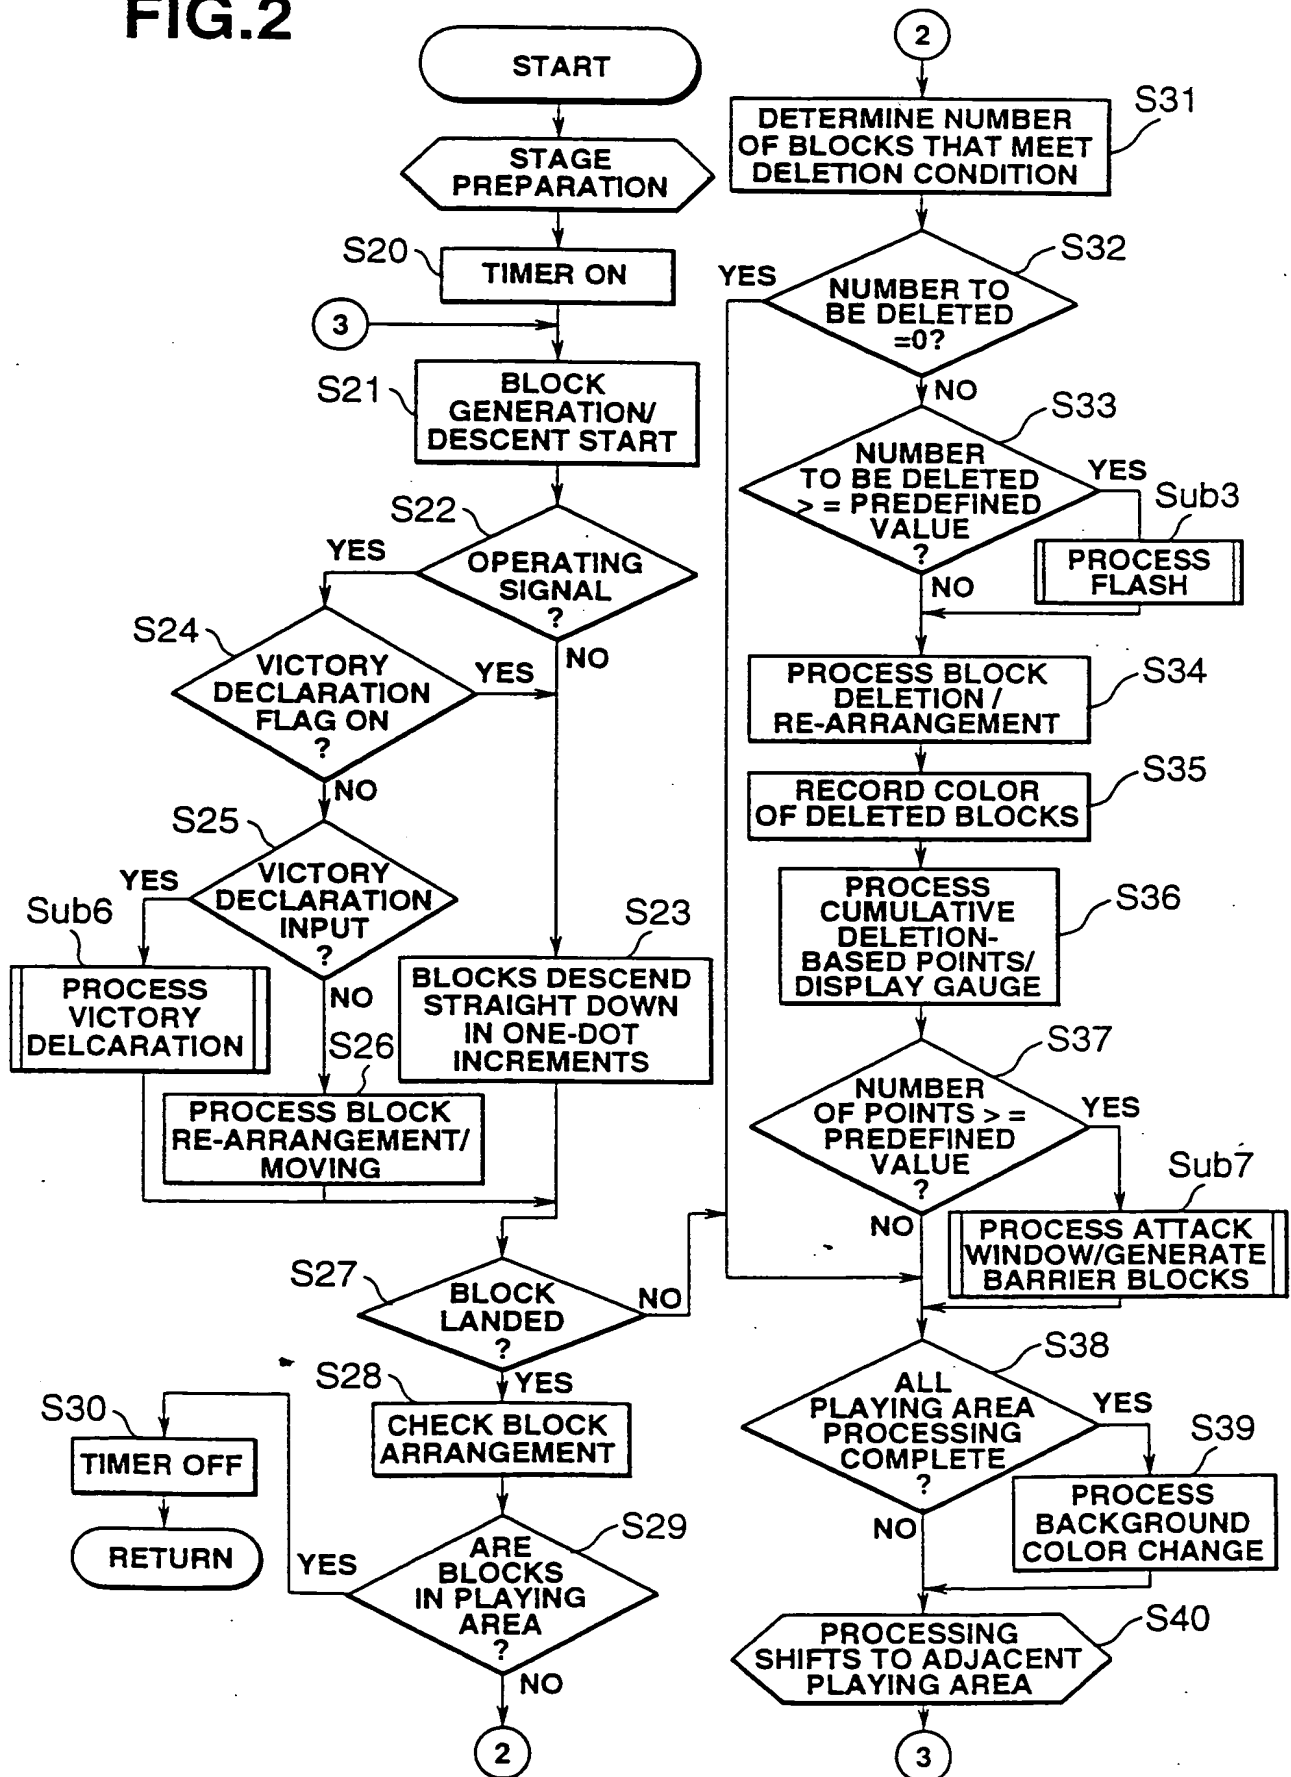 FIG.2
START
STAGE
PREPARATION
S20
TIMER ON
3
S21
BLOCK
GENERATION/
DESCENT START
S22
OPERATING
SIGNAL
?
YES
NO
S24
VICTORY
DECLARATION
FLAG ON
?
YES
NO
S25
VICTORY
DECLARATION
INPUT
?
YES
NO
Sub6
PROCESS
VICTORY
DELCARATION
S23
BLOCKS DESCEND
STRAIGHT DOWN
IN ONE-DOT
INCREMENTS
S26
PROCESS BLOCK
RE-ARRANGEMENT/
MOVING
S27
BLOCK
LANDED
?
NO
YES
S28
CHECK BLOCK
ARRANGEMENT
S30
TIMER OFF
RETURN
S29
ARE
BLOCKS
IN PLAYING
AREA
?
YES
NO
2
2
S31
DETERMINE NUMBER
OF BLOCKS THAT MEET
DELETION CONDITION
S32
NUMBER TO
BE DELETED
=0?
YES
NO
S33
NUMBER
TO BE DELETED
> = PREDEFINED
VALUE
?
YES
NO
Sub3
PROCESS
FLASH
S34
PROCESS BLOCK
DELETION /
RE-ARRANGEMENT
S35
RECORD COLOR
OF DELETED BLOCKS
S36
PROCESS
CUMULATIVE
DELETION-
BASED POINTS/
DISPLAY GAUGE
S37
NUMBER
OF POINTS > =
PREDEFINED
VALUE
?
YES
NO
Sub7
PROCESS ATTACK
WINDOW/GENERATE
BARRIER BLOCKS
S38
ALL
PLAYING AREA
PROCESSING
COMPLETE
?
YES
NO
S39
PROCESS
BACKGROUND
COLOR CHANGE
S40
PROCESSING
SHIFTS TO ADJACENT
PLAYING AREA
3